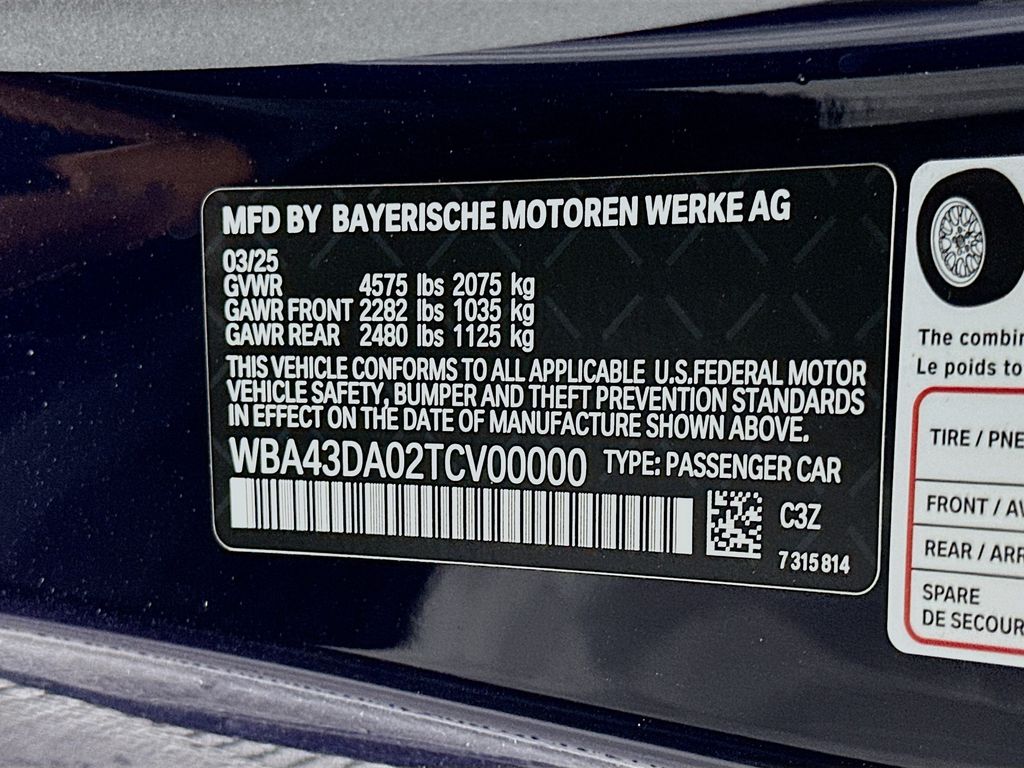 MFD BY BAYERISCHE MOTOREN WERKE AG
03/25
GVWR 4575 lbs 2075 kg
GAWR FRONT 2282 lbs 1035 kg
GAWR REAR 2480 lbs 1125 kg
THIS VEHICLE CONFORMS TO ALL APPLICABLE U.S.FEDERAL MOTOR
VEHICLE SAFETY, BUMPER AND THEFT PREVENTION STANDARDS
IN EFFECT ON THE DATE OF MANUFACTURE SHOWN ABOVE.
WBA43DA02TCV00000 TYPE: PASSENGER CAR
C3Z
7315814
The combin
Le poids to
TIRE / PNE
FRONT / AV
REAR / ARR
SPARE
DE SECOUR